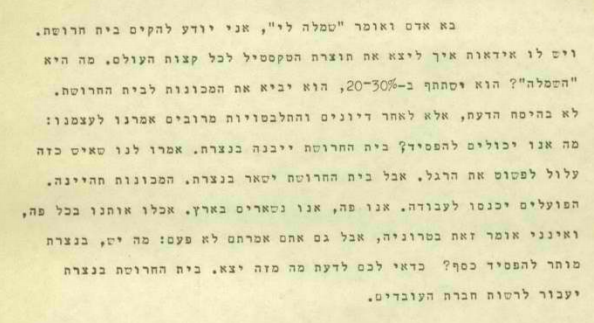 בא אדם ואומר "שמלה לי", אני יודע להקים בית חרושת.
ויש לו אידאות איך ליצא את תוצרת הטקסטיל לכל קצות העולם. מה היא
"השמלה"? הוא ישתתף ב-20-30%, הוא יביא את המכונות לבית החרושת.
לא בהיסח הדעת, אלא לאחר דיונים והתלבטויות מרובים אמרנו לעצמנו:
מה אנו יכולים להפסיד? בית החרושת ייבנה בנצרת. אמרו לנו שאיש כזה
עלול לפשוט את הרגל. אבל בית החרושת ישאר בנצרת. המכונות תהיינה.
הפועלים יכנסו לעבודה. אנו פה, אנו נשארים בארץ. אכלו אותנו בכל פה,
ואינני אומר זאת בטרוניה, אבל גם אתם אמרתם לא פעם: מה יש, בנצרת
מותר להפסיד כסף? כדאי לכם לדעת מה מזה יצא. בית החרושת בנצרת
יעבור לרשות חברת העובדים.